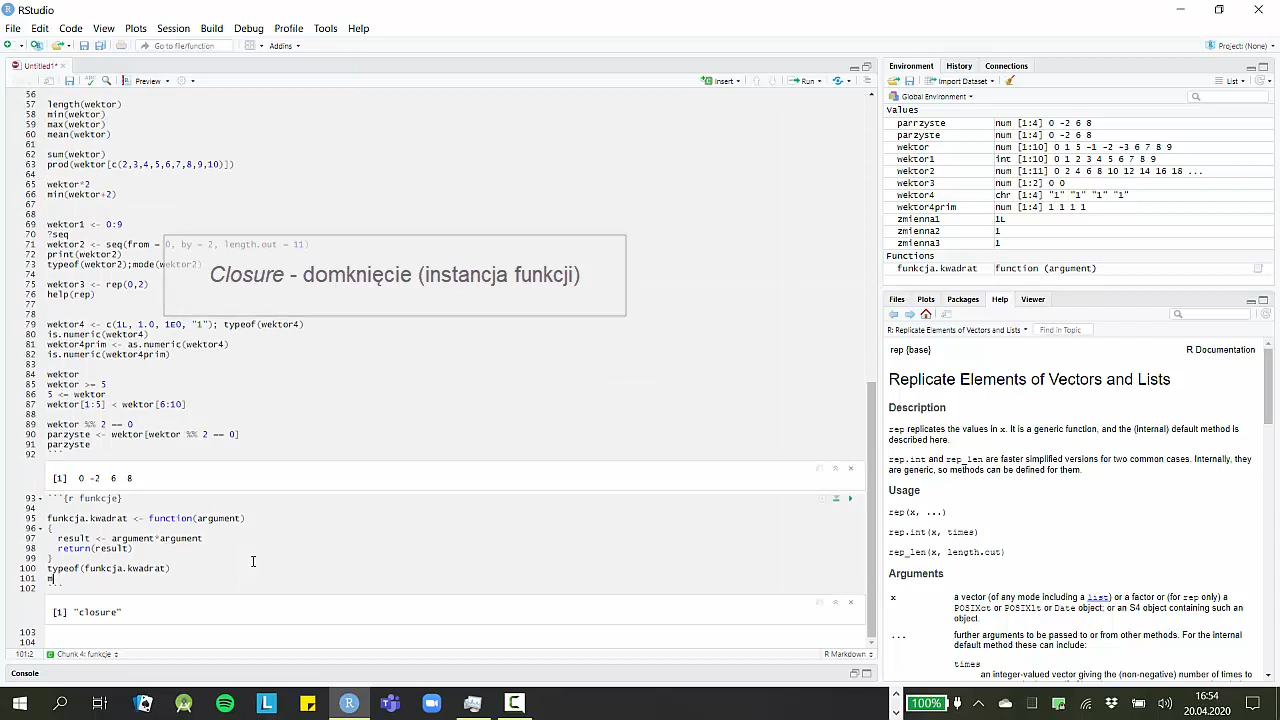 RStudio
File Edit Code View Plots Session Build Debug Profile Tools Help
Go to file/function Addins Project: (None)
Untitled1*
Preview Insert Run
Environment History Connections
Import Dataset List
Global Environment
56
57 length(wektor)
58 min(wektor)
59 max(wektor)
60 mean(wektor)
61
62 sum(wektor)
63 prod(wektor[c(2,3,4,5,6,7,8,9,10)])
64
65 wektor*2
66 min(wektor+2)
67
68
69 wektor1 <- 0:9
70 ?seq
71 wektor2 <- seq(from = 0, by = 2, length.out = 11)
72 print(wektor2)
73 typeof(wektor2);mode(wektor2)
74
75 wektor3 <- rep(0,2)
76 help(rep)
77
78
79 wektor4 <- c(1L, 1.0, 1E0, "1"); typeof(wektor4)
80 is.numeric(wektor4)
81 wektor4prim <- as.numeric(wektor4)
82 is.numeric(wektor4prim)
83
84 wektor
85 wektor >= 5
86 5 <= wektor
87 wektor[1:5] < wektor[6:10]
88
89 wektor %% 2 == 0
90 parzyste <- wektor[wektor %% 2 == 0]
91 parzyste
92 ```
Closure - domknięcie (instancja funkcji)
[1] 0 -2 6 8
93 ```{r funkcje}
94
95 funkcja.kwadrat <- function(argument)
96 {
97 result <- argument*argument
98 return(result)
99 }
100 typeof(funkcja.kwadrat)
101 m
102 ```
[1] "closure"
103
104
101:2 Chunk 4: funkcje R Markdown
Console
Values
parrzyste num [1:4] 0 -2 6 8
parzyste num [1:4] 0 -2 6 8
wektor num [1:10] 0 1 5 -1 -2 -3 6 7 8 9
wektor1 int [1:10] 0 1 2 3 4 5 6 7 8 9
wektor2 num [1:11] 0 2 4 6 8 10 12 14 16 18 ...
wektor3 num [1:2] 0 0
wektor4 chr [1:4] "1" "1" "1" "1"
wektor4prim num [1:4] 1 1 1 1
zmienna1 1L
zmienna2 1
zmienna3 1
Functions
funkcja.kwadrat function (argument)
Files Plots Packages Help Viewer
R: Replicate Elements of Vectors and Lists Find in Topic
rep {base} R Documentation
Replicate Elements of Vectors and Lists
Description
rep replicates the values in x. It is a generic function, and the (internal) default method is
described here.
rep.int and rep_len are faster simplified versions for two common cases. Internally, they
are generic, so methods can be defined for them.
Usage
rep(x, ...)
rep.int(x, times)
rep_len(x, length.out)
Arguments
x a vector (of any mode including a list) or a factor or (for rep only) a
POSIXct or POSIXlt or Date object; or an S4 object containing such an
object.
... further arguments to be passed to or from other methods. For the internal
default method these can include:
times
an integer-valued vector giving the (non-negative) number of times to
100% 16:54
20.04.2020